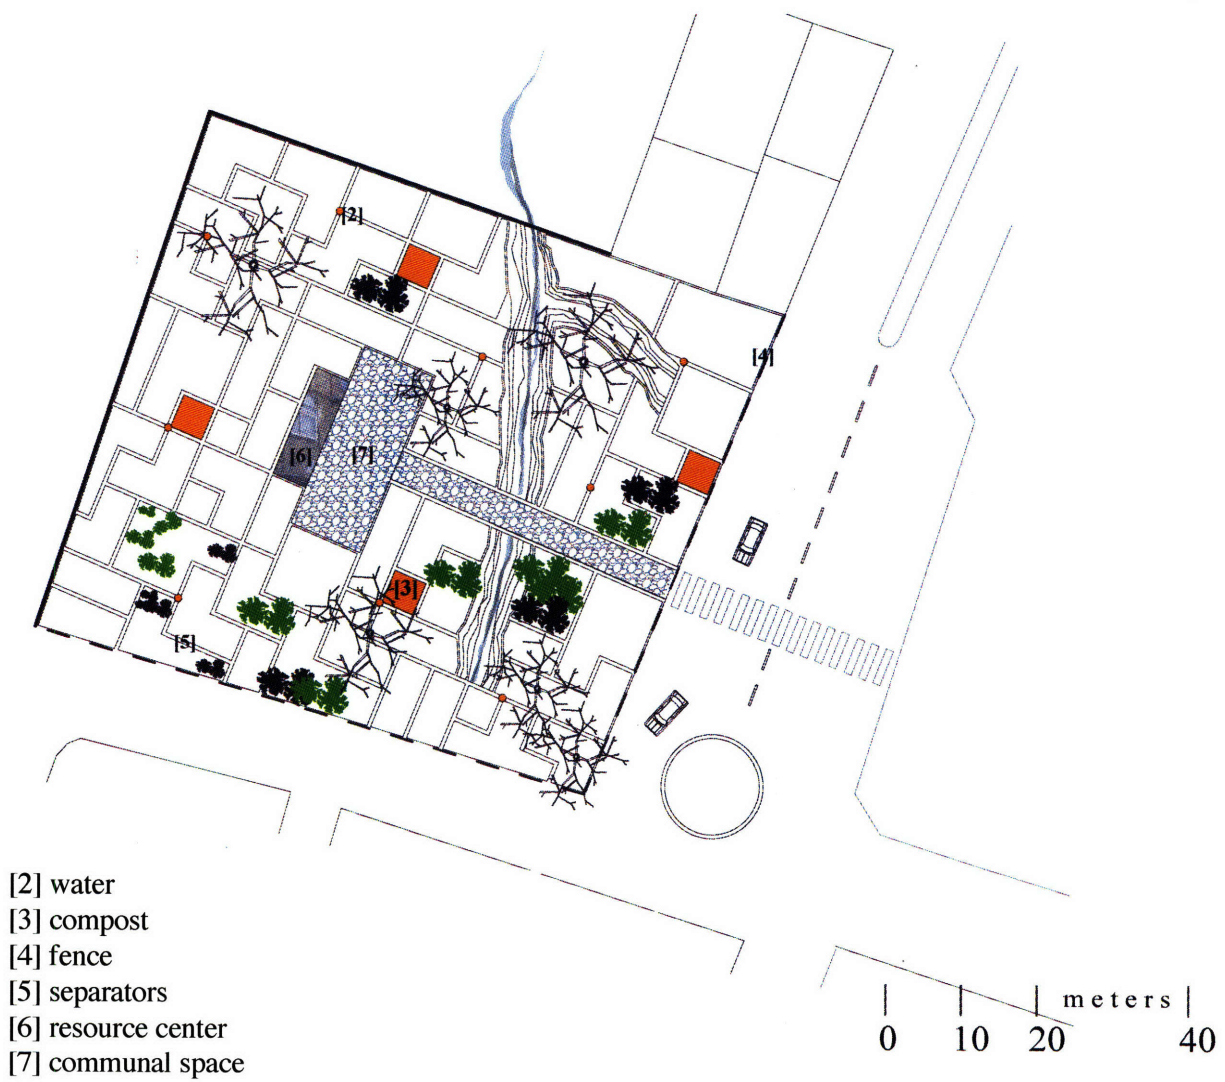 [2]
[4]
[6]
[7]
[3]
[5]
[2] water
[3] compost
[4] fence
[5] separators
[6] resource center
[7] communal space
meters
0 10 20 40